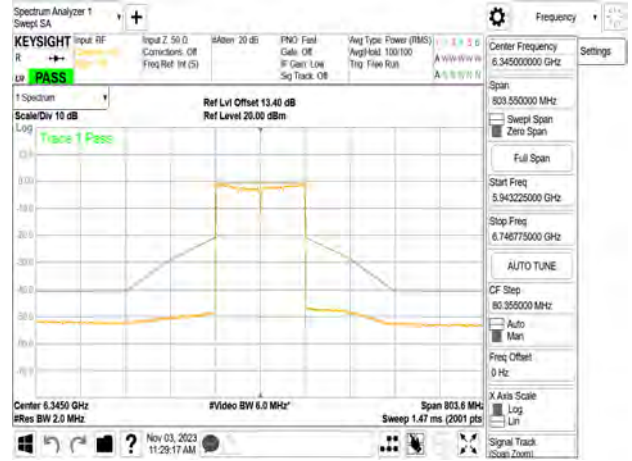 Spectrum Analyzer 1
Swept SA
+
Frequency
KEYSIGHT
Input: RF
Input Z: 50 Ω
#Atten: 20 dB
PNO: Fast
Avg Type: Power (RMS)
Corrections: Off
Gate: Off
Avg|Hold: 100/100
Freq Ref: Int (S)
IF Gain: Low
Trig: Free Run
Sig Track: Off
PASS
Center Frequency
6.345000000 GHz
Settings
Span
803.550000 MHz
Swept Span
Zero Span
Full Span
Start Freq
5.943225000 GHz
Stop Freq
6.746775000 GHz
AUTO TUNE
CF Step
80.355000 MHz
Auto
Man
Freq Offset
0 Hz
X Axis Scale
Log
Lin
Signal Track
(Span Zoom)
1 Spectrum
Ref Lvl Offset 13.40 dB
Scale/Div 10 dB
Ref Level 20.00 dBm
Log
Trace 1 Pass
Center 6.3450 GHz
#Video BW 6.0 MHz*
Span 803.6 MHz
#Res BW 2.0 MHz
Sweep 1.47 ms (2001 pts
?
Nov 03, 2023
11:29:17 AM